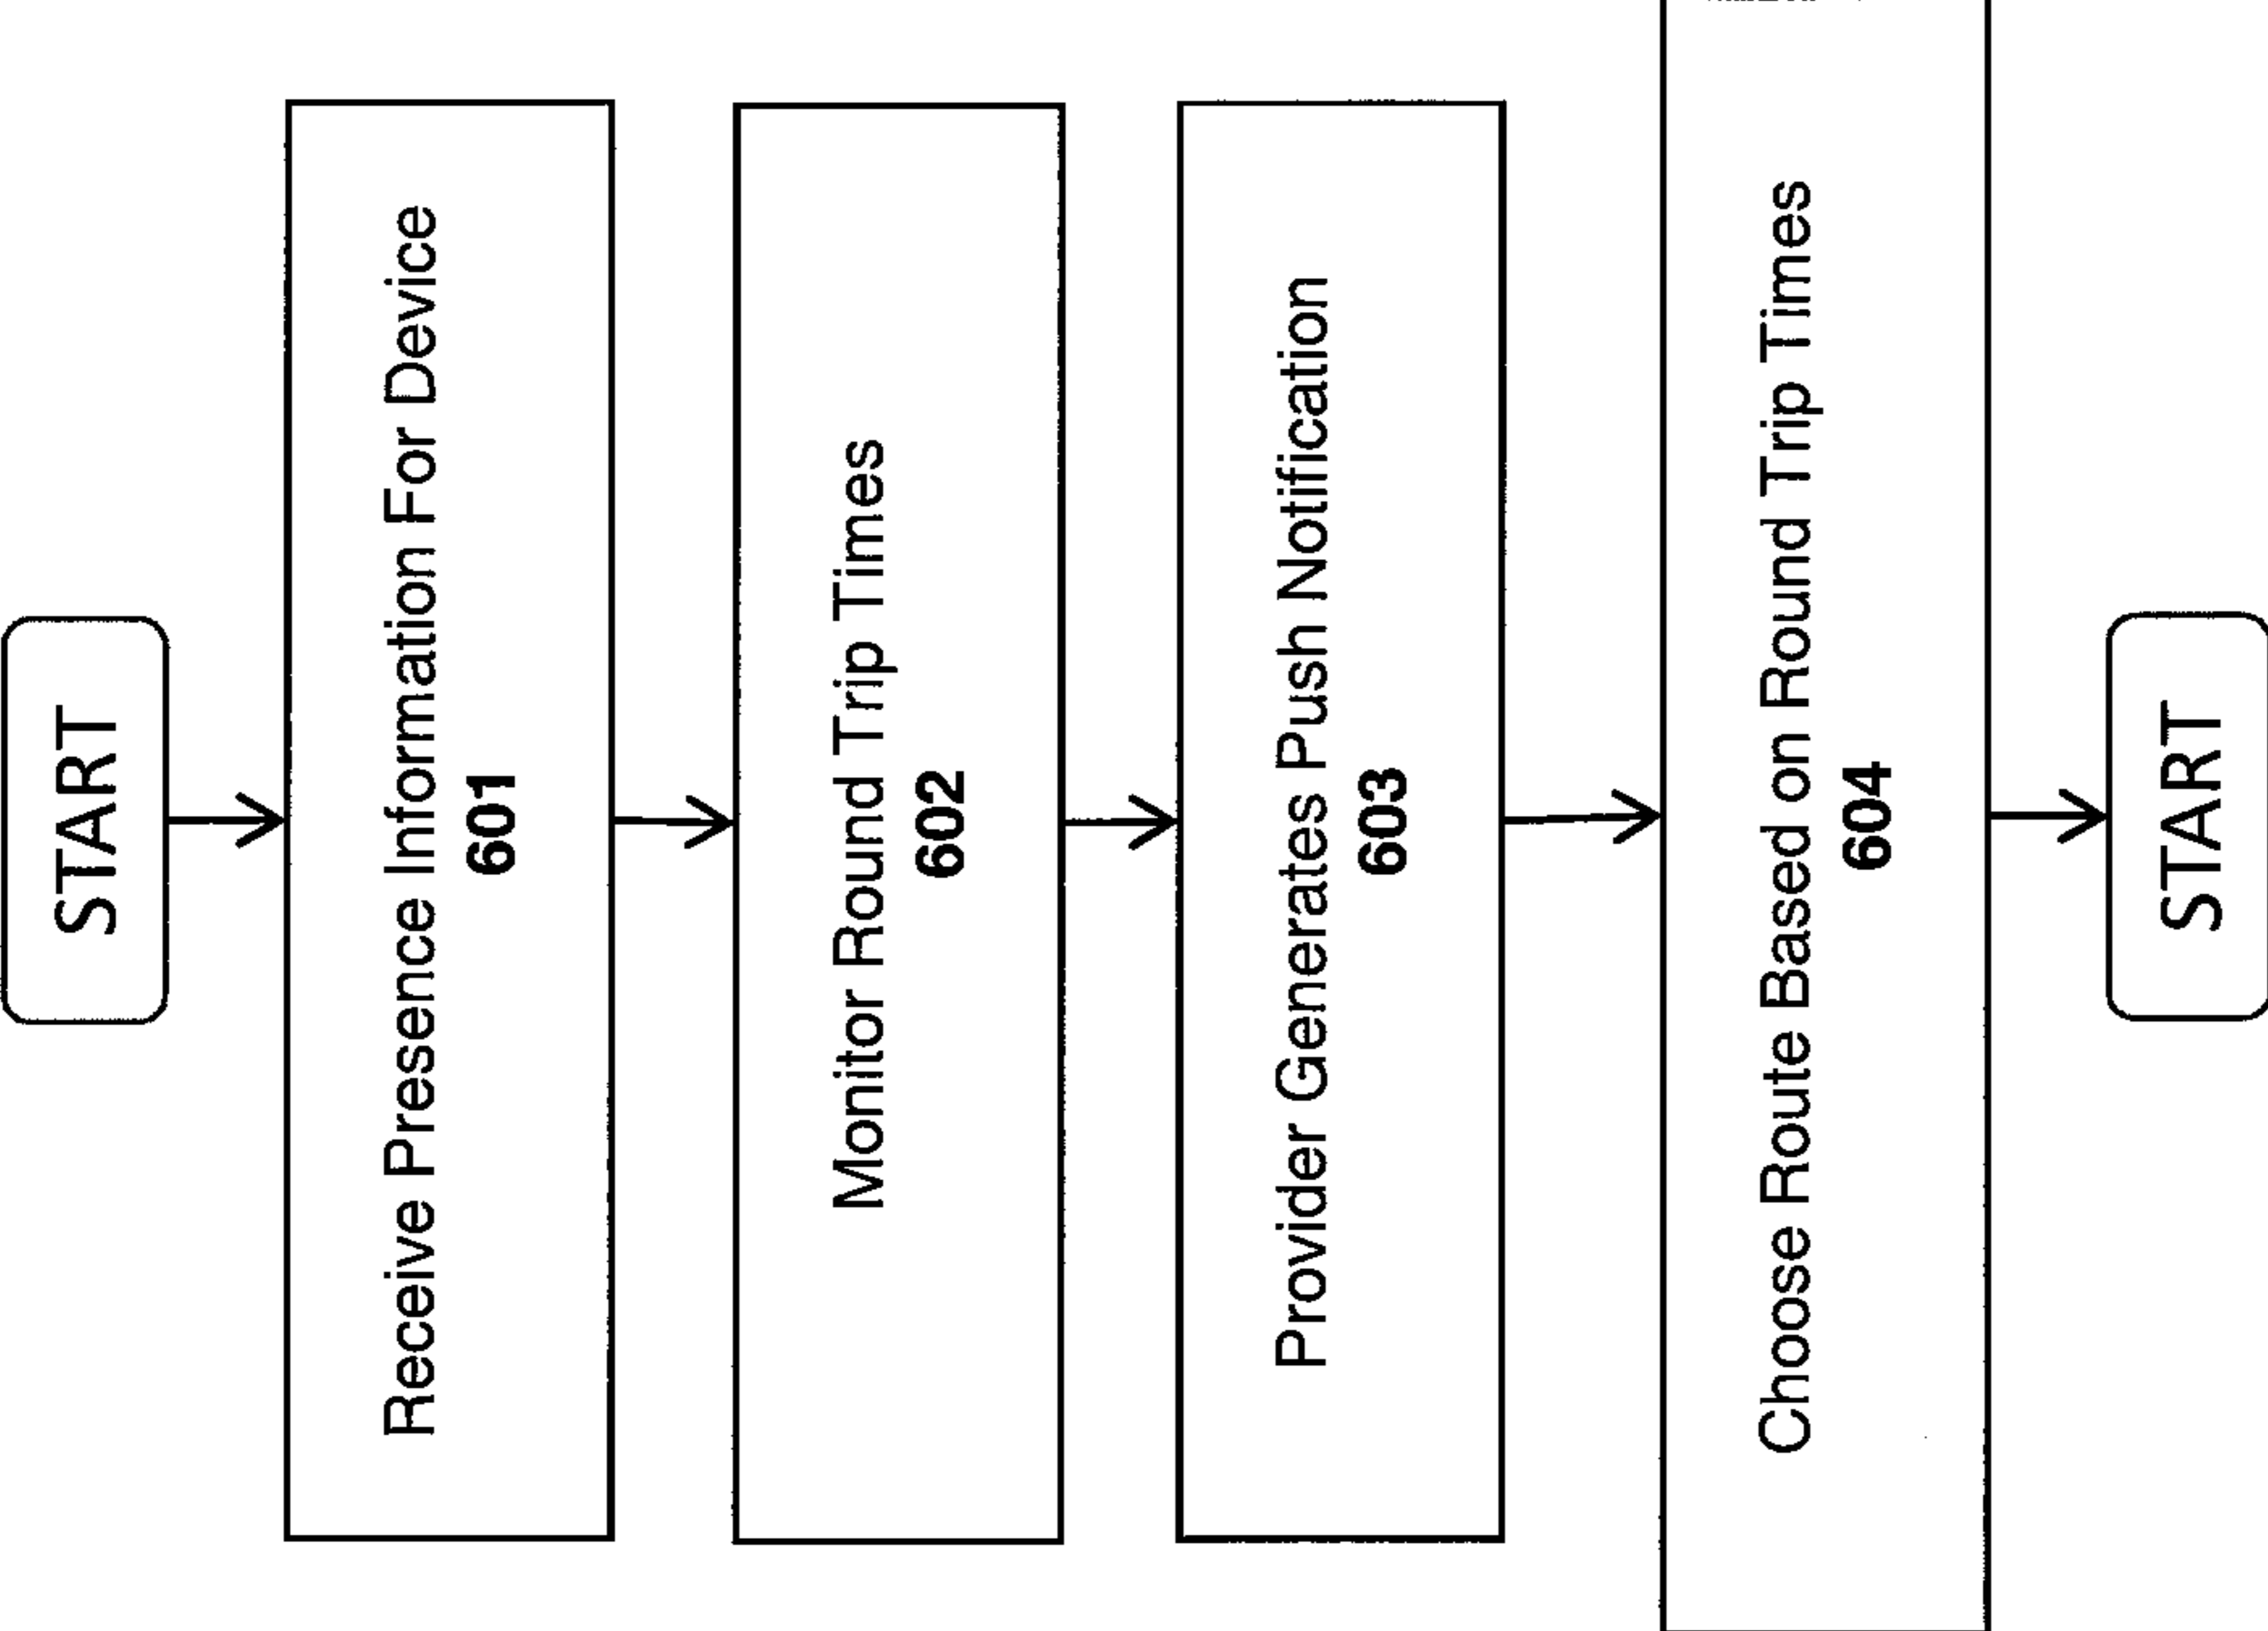 START
Receive Presence Information For Device
601
Monitor Round Trip Times
602
Provider Generates Push Notification
603
Choose Route Based on Round Trip Times
604
START